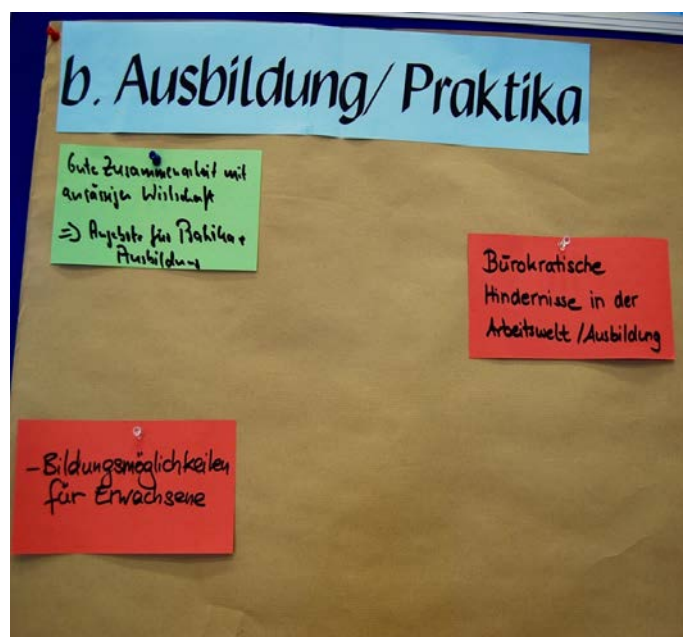 b. Ausbildung/ Praktika
Gute Zusammenarbeit mit
ansässiger Wirtschaft
=> Angebote für Praktika +
Ausbildung
Bürokratische
Hindernisse in der
Arbeitswelt /Ausbildung
- Bildungsmöglichkeiten
für Erwachsene